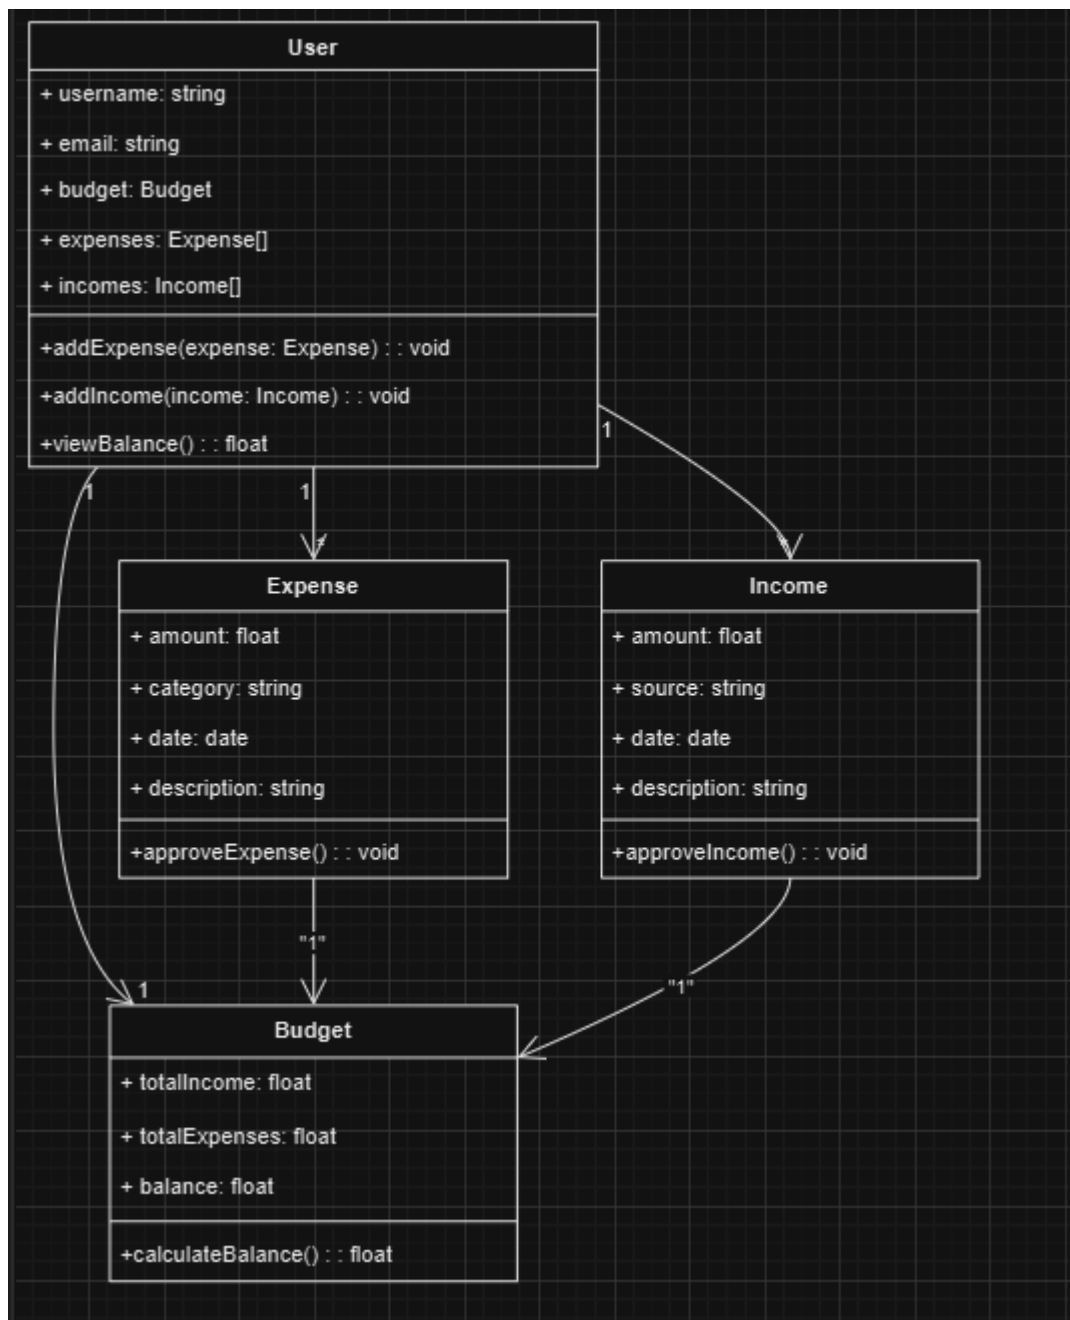 User
+ username: string
+ email: string
+ budget: Budget
+ expenses: Expense[]
+ incomes: Income[]
+addExpense(expense: Expense) : : void
+addIncome(income: Income) : : void
+viewBalance() : : float
1
1
1
*
*
Expense
+ amount: float
+ category: string
+ date: date
+ description: string
+approveExpense() : : void
Income
+ amount: float
+ source: string
+ date: date
+ description: string
+approveIncome() : : void
"1"
"1"
1
Budget
+ totalIncome: float
+ totalExpenses: float
+ balance: float
+calculateBalance() : : float